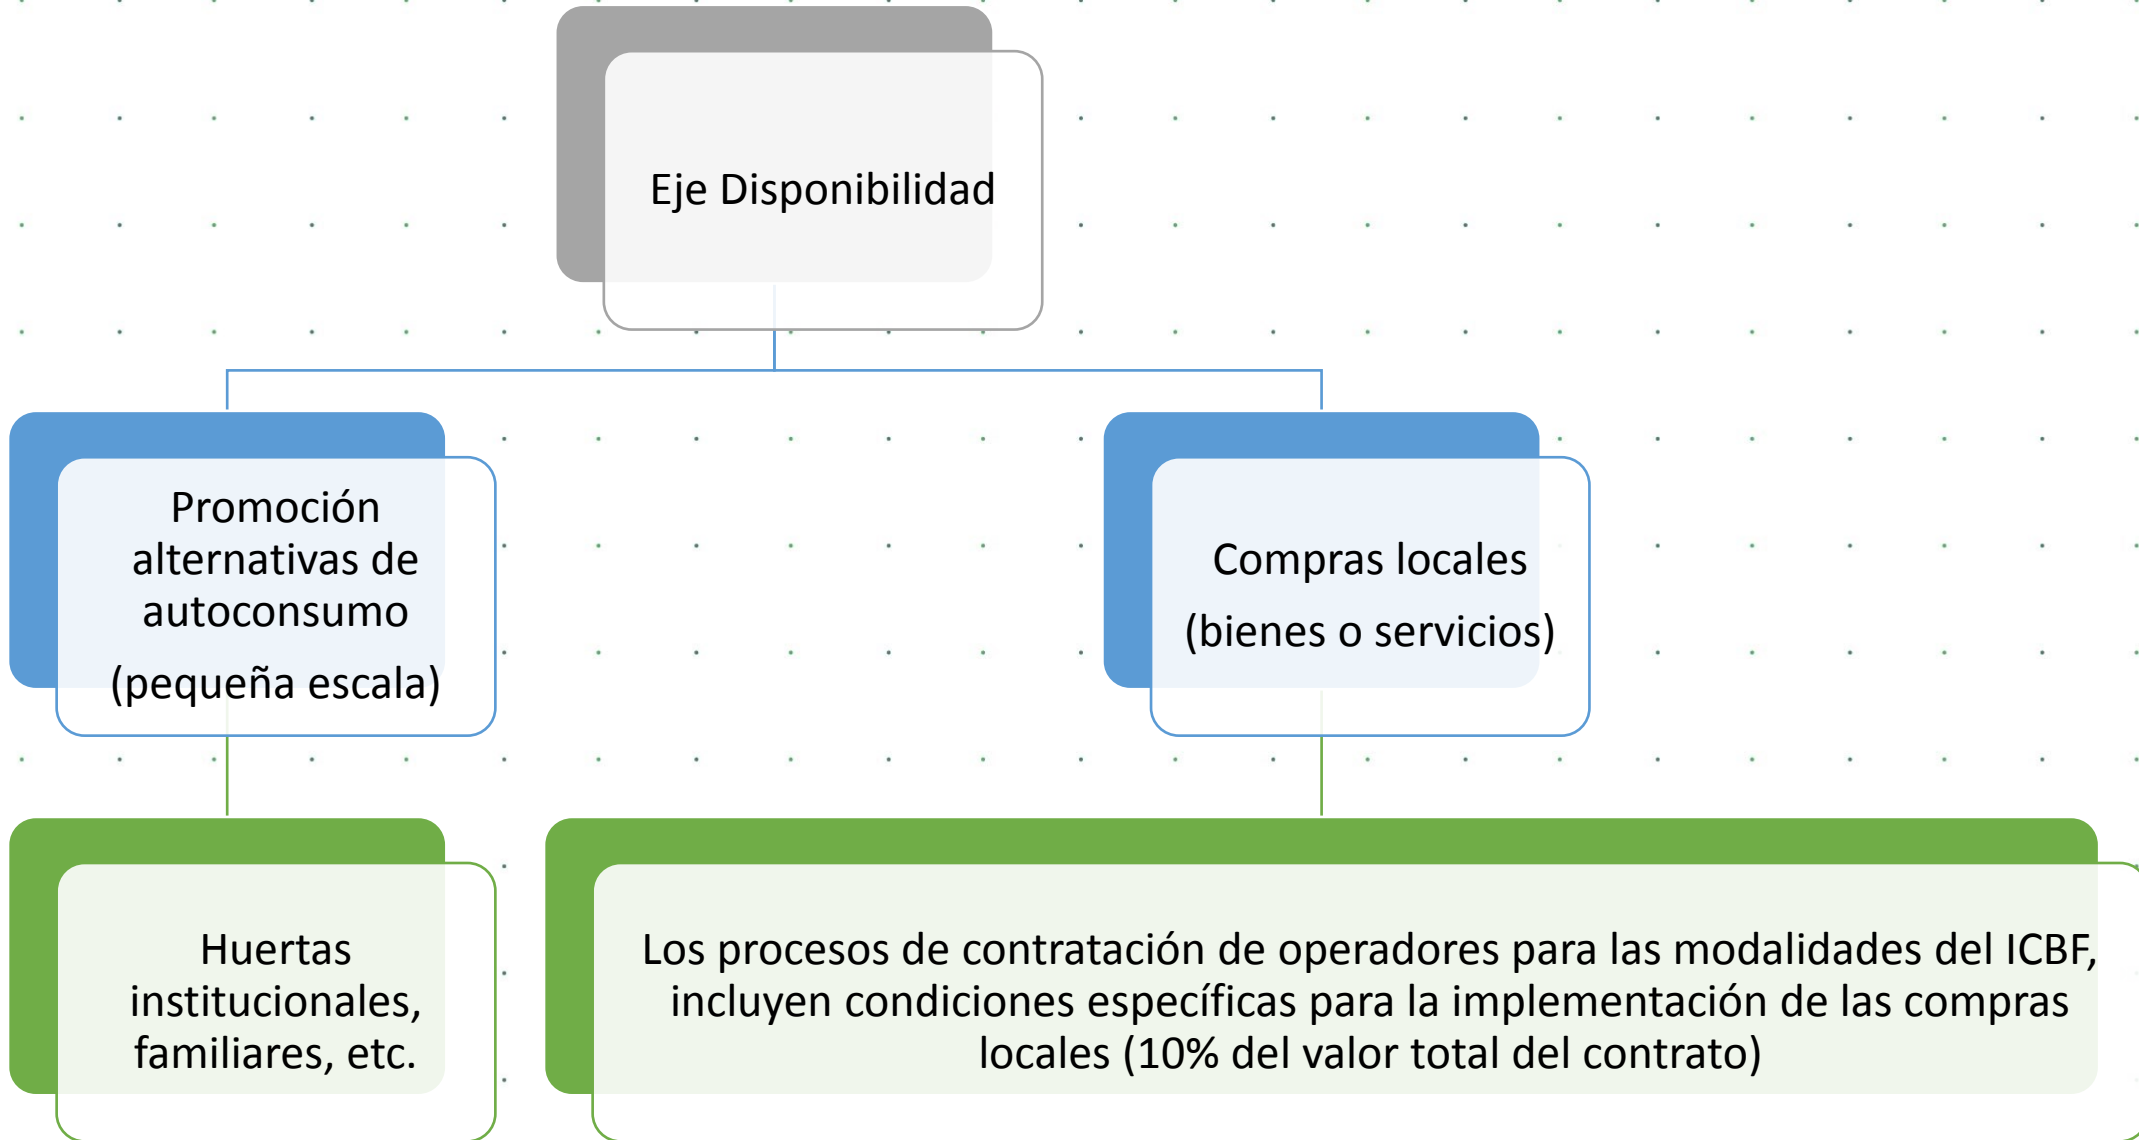 Eje Disponibilidad
Promoción
alternativas de
autoconsumo
(pequeña escala)
Compras locales
(bienes o servicios)
Huertas
institucionales,
familiares, etc.
Los procesos de contratación de operadores para las modalidades del ICBF,
incluyen condiciones específicas para la implementación de las compras
locales (10% del valor total del contrato)